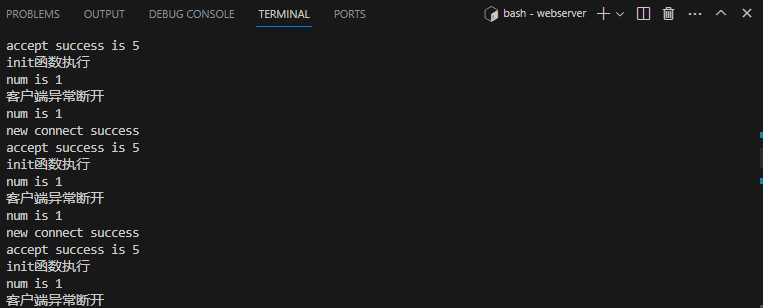 PROBLEMS OUTPUT DEBUG CONSOLE TERMINAL PORTS bash - webserver
accept success is 5
init函数执行
num is 1
客户端异常断开
num is 1
new connect success
accept success is 5
init函数执行
num is 1
客户端异常断开
num is 1
new connect success
accept success is 5
init函数执行
num is 1
客户端异常断开